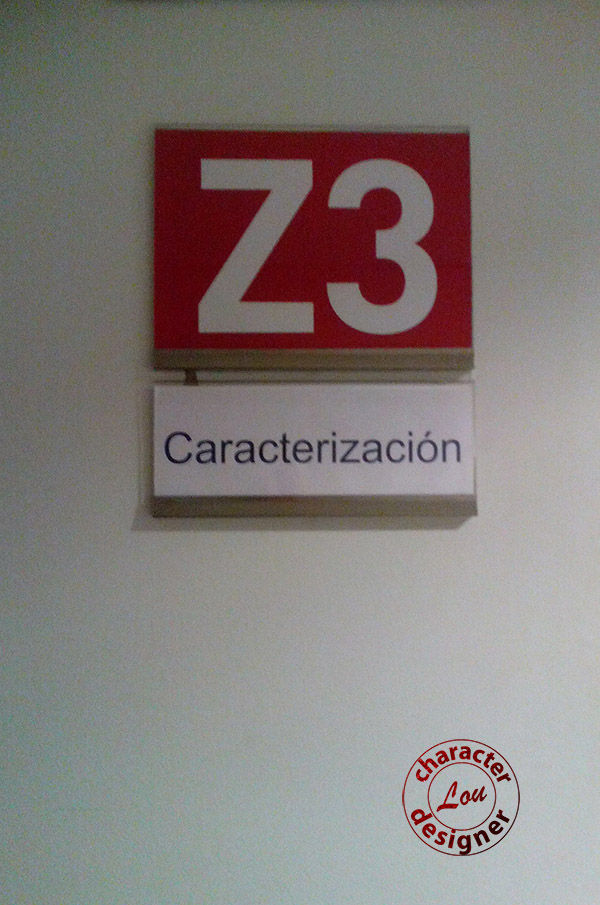 Z3
Caracterización
character
Lou
designer